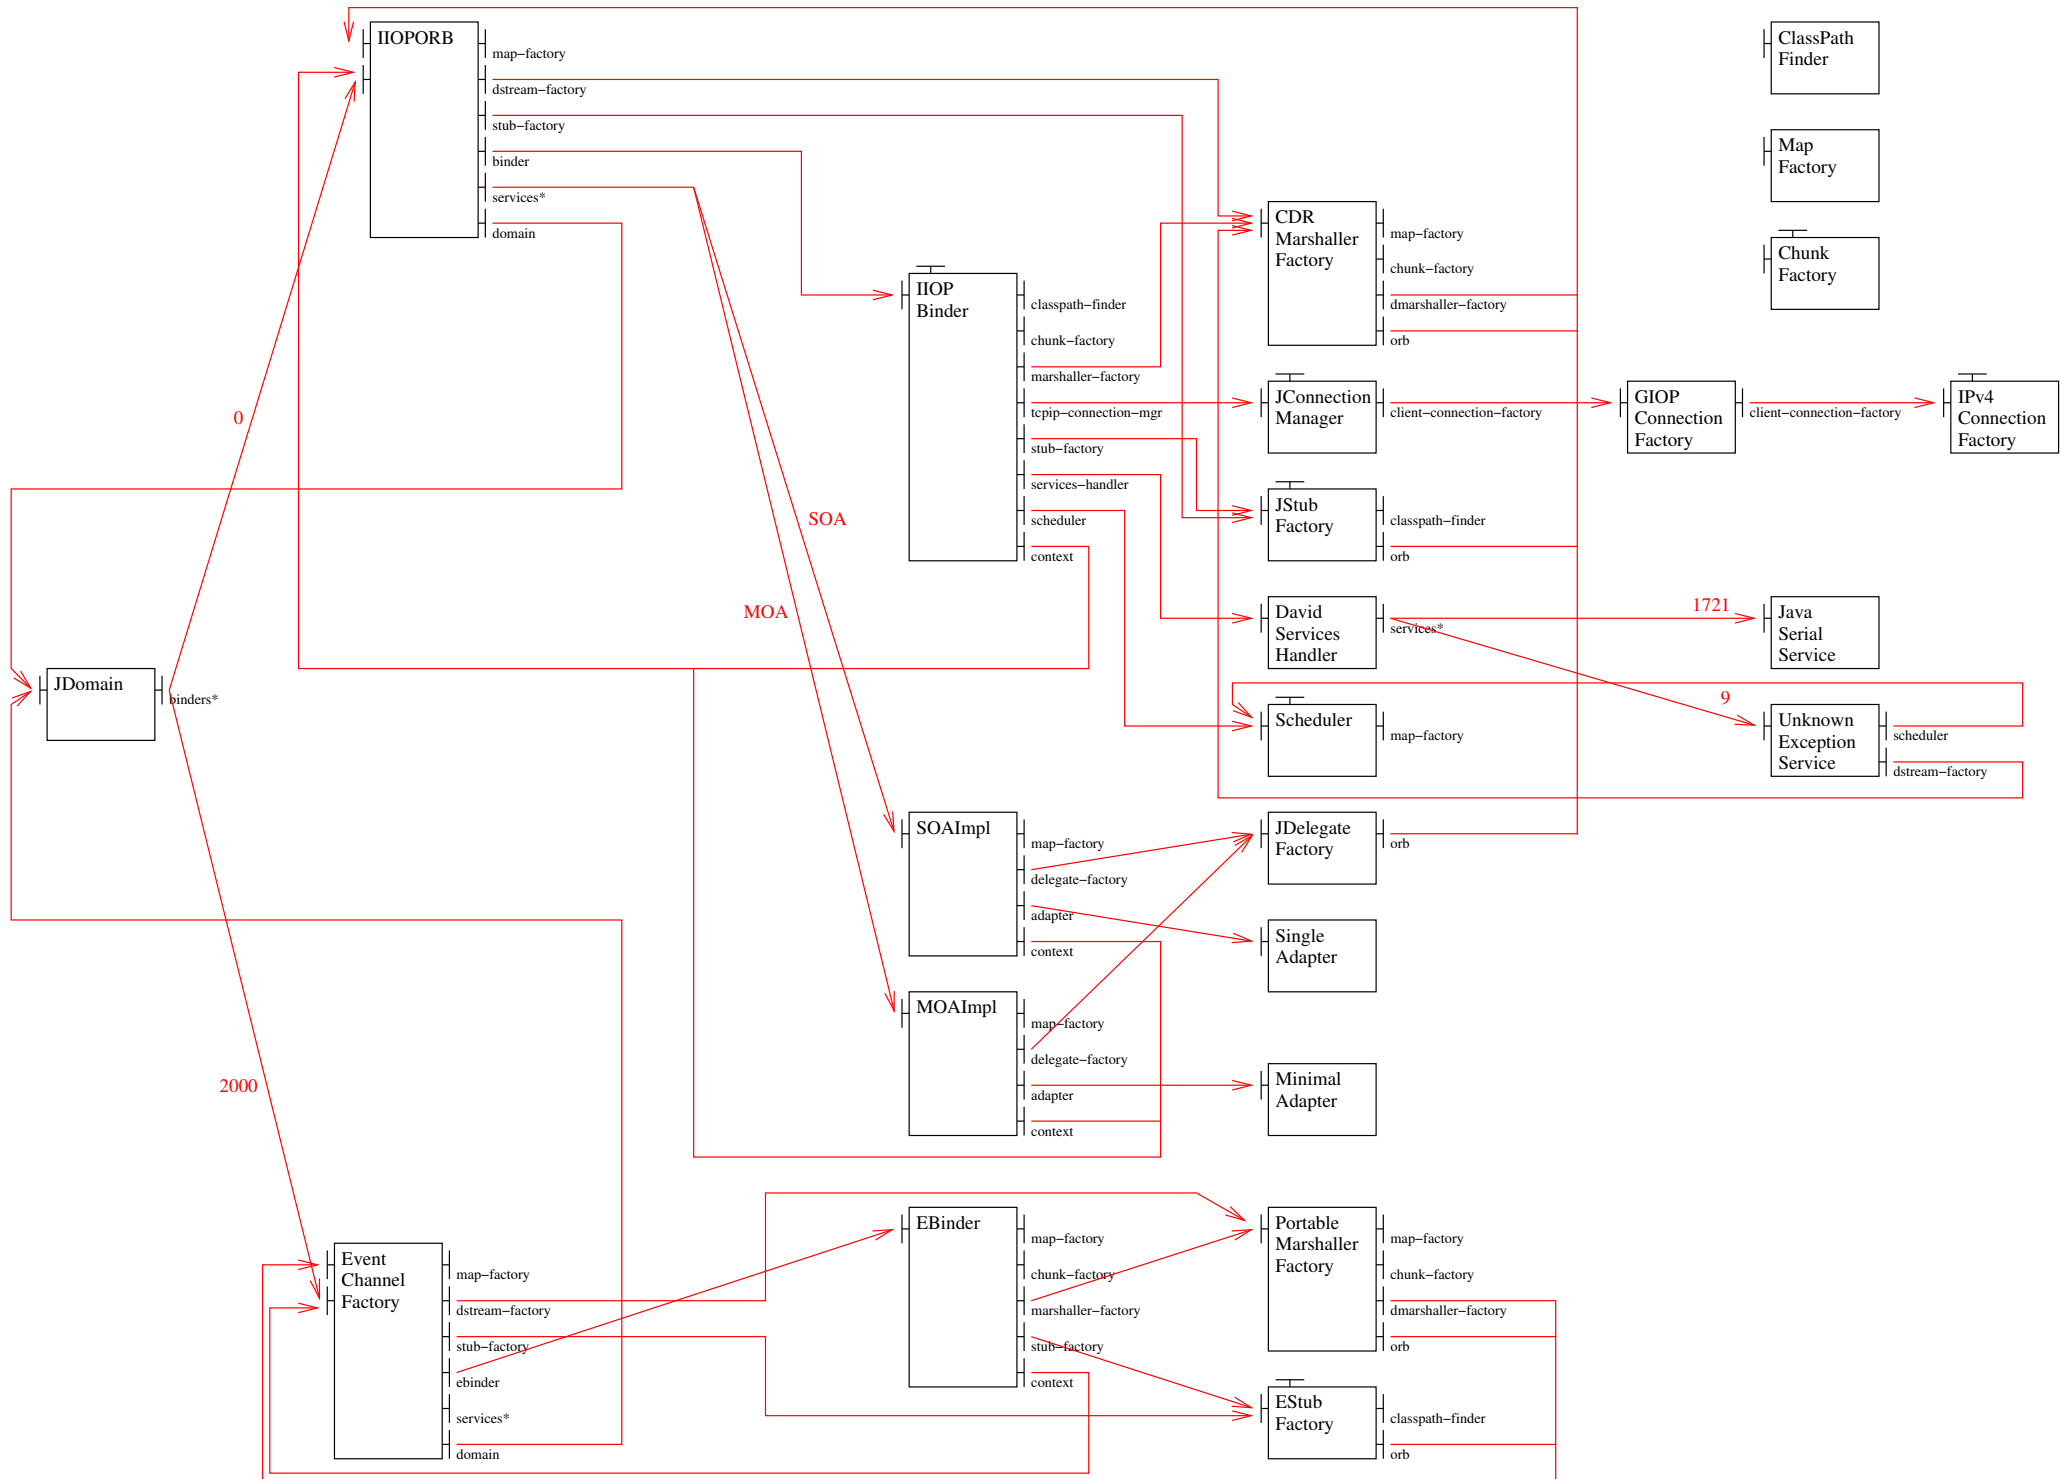 IIOPORB
map-factory
dstream-factory
stub-factory
binder
services*
domain
ClassPath
Finder
Map
Factory
Chunk
Factory
CDR
Marshaller
Factory
map-factory
chunk-factory
dmarshaller-factory
orb
IIOP
Binder
classpath-finder
chunk-factory
marshaller-factory
tcpip-connection-mgr
stub-factory
services-handler
scheduler
context
JConnection
Manager
client-connection-factory
GIOP
Connection
Factory
client-connection-factory
IPv4
Connection
Factory
0
SOA
MOA
JStub
Factory
classpath-finder
orb
David
Services
Handler
services*
1721
Java
Serial
Service
9
JDomain
binders*
Scheduler
map-factory
Unknown
Exception
Service
scheduler
dstream-factory
SOAImpl
map-factory
delegate-factory
adapter
context
JDelegate
Factory
orb
Single
Adapter
MOAImpl
map-factory
delegate-factory
adapter
context
Minimal
Adapter
2000
Event
Channel
Factory
map-factory
dstream-factory
stub-factory
ebinder
services*
domain
EBinder
map-factory
chunk-factory
marshaller-factory
stub-factory
context
Portable
Marshaller
Factory
map-factory
chunk-factory
dmarshaller-factory
orb
EStub
Factory
classpath-finder
orb